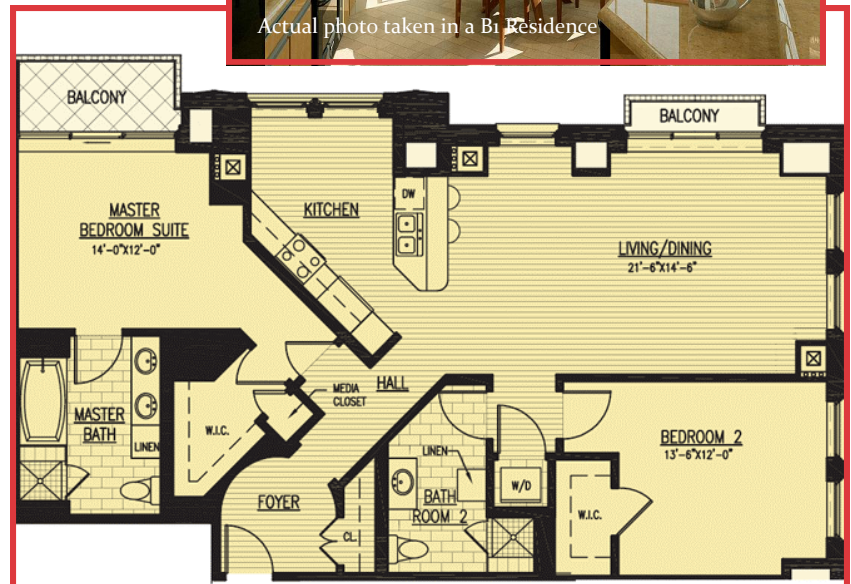 Actual photo taken in a B1 Residence
BALCONY
BALCONY
DW
KITCHEN
MASTER
BEDROOM SUITE
14'-0"X12'-0"
LIVING/DINING
21'-6"X14'-6"
HALL
MEDIA
CLOSET
W.I.C.
MASTER
BATH
LINEN
BEDROOM 2
13'-6"X12'-0"
LINEN
W/D
BATH
ROOM 2
FOYER
CL.
W.I.C.